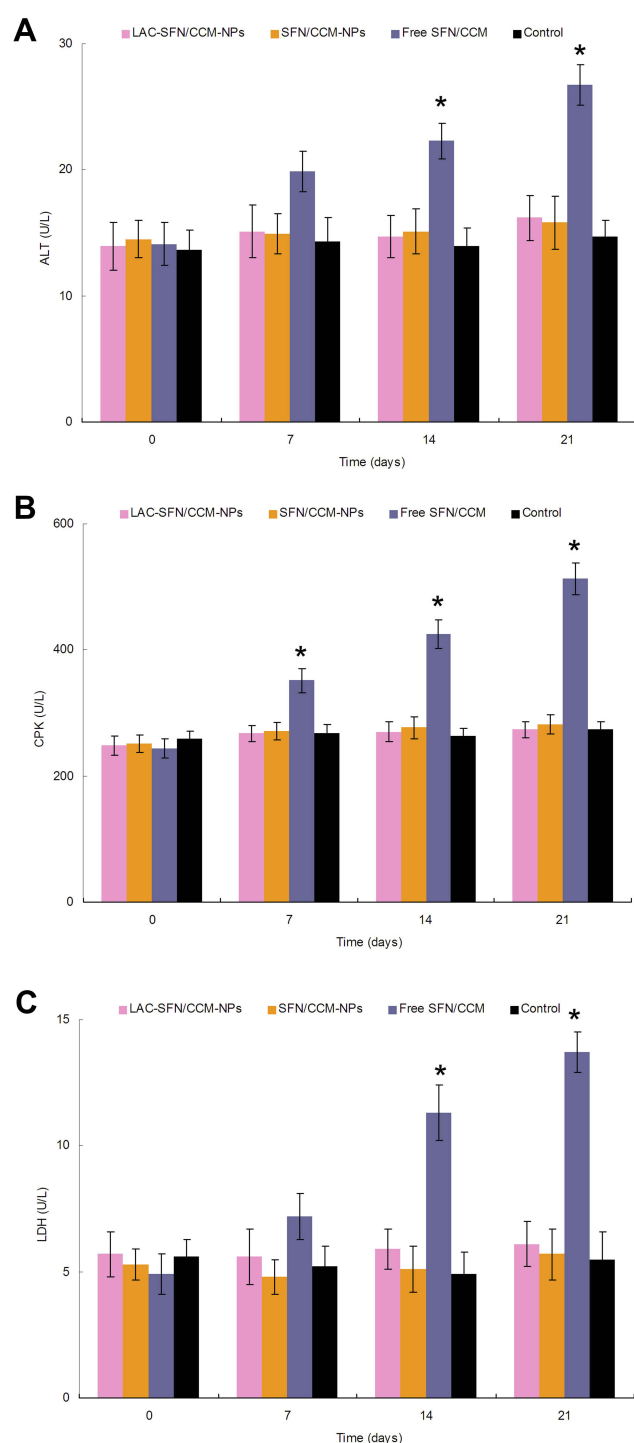 A
LAC-SFN/CCM-NPs SFN/CCM-NPs Free SFN/CCM Control
30
*
*
20
ALT (U/L)
10
0
0 7 14 21
Time (days)
B
LAC-SFN/CCM-NPs SFN/CCM-NPs Free SFN/CCM Control
600
*
*
*
400
CPK (U/L)
200
0
0 7 14 21
Time (days)
C
LAC-SFN/CCM-NPs SFN/CCM-NPs Free SFN/CCM Control
15
*
*
10
LDH (U/L)
5
0
0 7 14 21
Time (days)